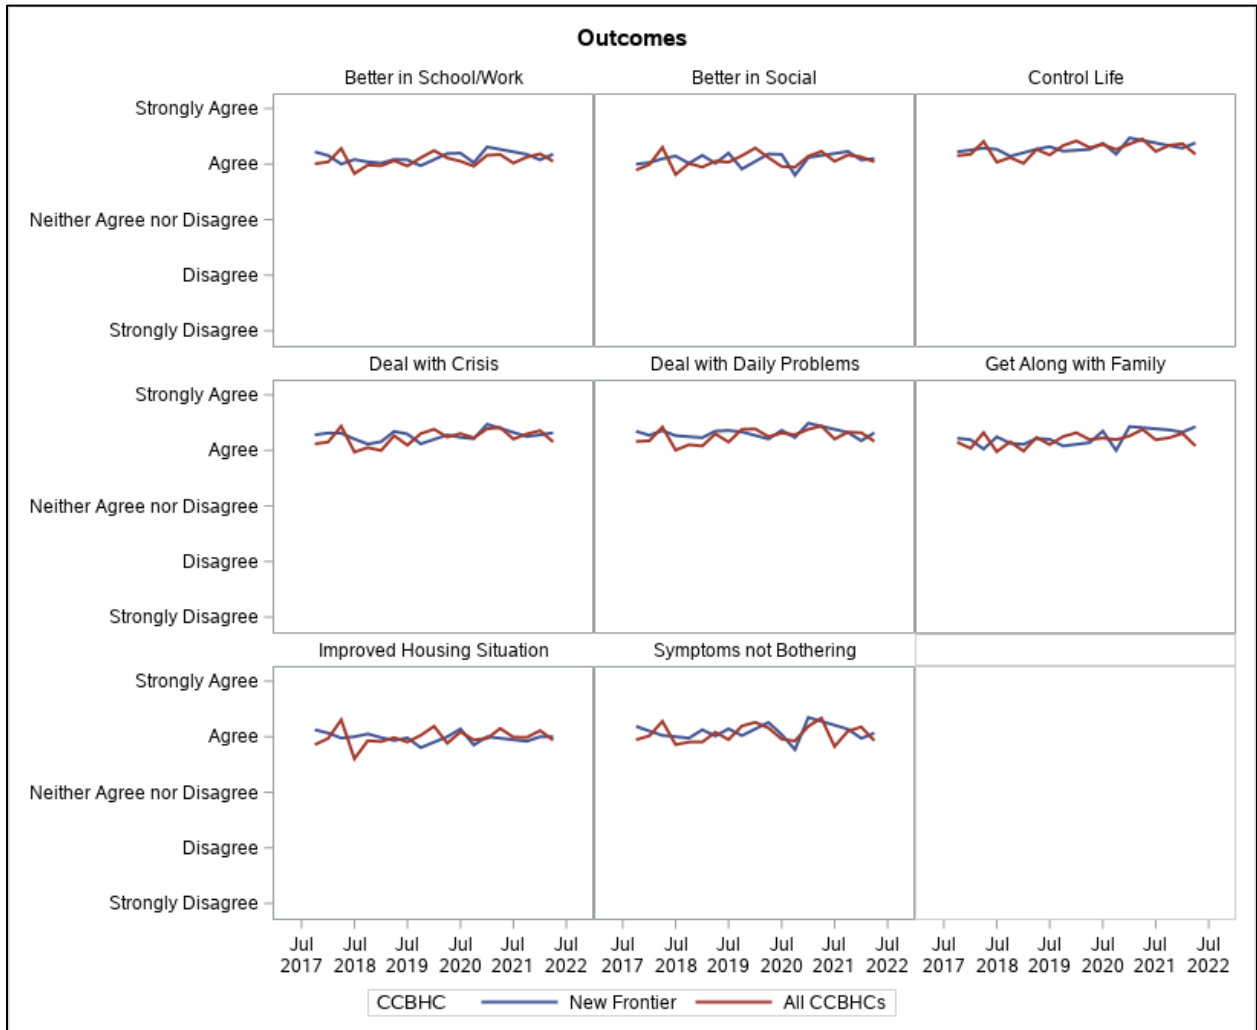 Outcomes
Better in School/Work
Better in Social
Control Life
Strongly Agree
Agree
Neither Agree nor Disagree
Disagree
Strongly Disagree
Deal with Crisis
Deal with Daily Problems
Get Along with Family
Strongly Agree
Agree
Neither Agree nor Disagree
Disagree
Strongly Disagree
Improved Housing Situation
Symptoms not Bothering
Strongly Agree
Agree
Neither Agree nor Disagree
Disagree
Strongly Disagree
Jul Jul Jul Jul Jul Jul Jul Jul Jul Jul Jul Jul Jul Jul Jul Jul Jul Jul
2017 2018 2019 2020 2021 2022 2017 2018 2019 2020 2021 2022 2017 2018 2019 2020 2021 2022
CCBHC New Frontier All CCBHCs